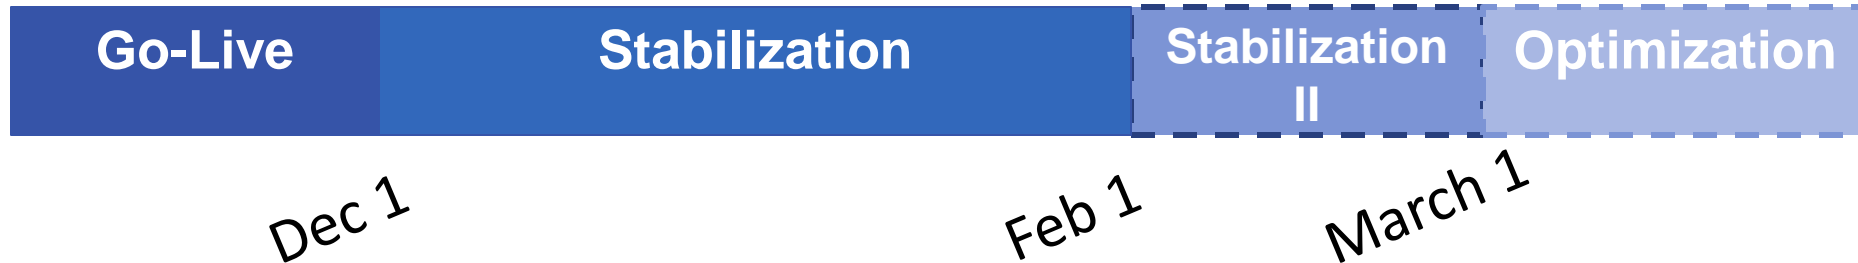 Go-Live
Stabilization
Stabilization
II
Optimization
Dec 1
Feb 1
March 1